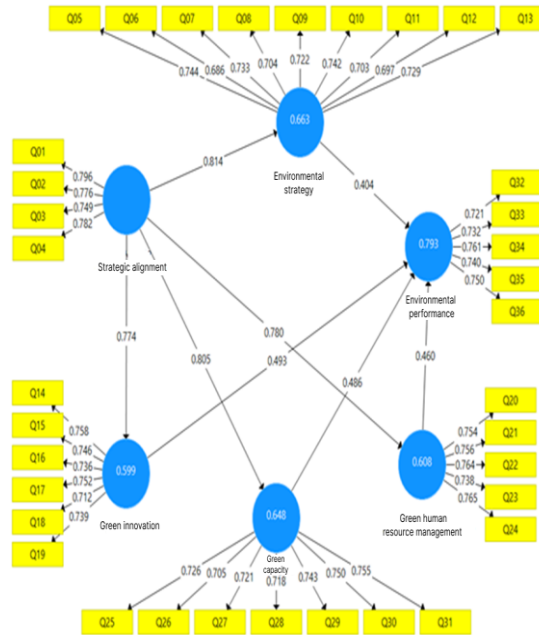 Q05 Q06 Q07 Q08 Q09 Q10 Q11 Q12 Q13
0.744 0.686 0.733 0.704 0.722 0.742 0.703 0.697 0.729
0.663
Environmental
strategy
Q01
Q02
Q03
Q04
0.796
0.776
0.749
0.782
Strategic alignment
0.814
0.404
Q32
Q33
Q34
Q35
Q36
0.721
0.732
0.761
0.740
0.750
0.793
Environmental
performance
0.774
0.805
0.780
0.493
0.486
0.460
Q14
Q15
Q16
Q17
Q18
Q19
0.758
0.746
0.736
0.752
0.712
0.739
0.599
Green innovation
Q20
Q21
Q22
Q23
Q24
0.754
0.756
0.764
0.738
0.765
0.608
Green human
resource management
0.648
Green
capacity
0.726 0.705 0.721 0.718 0.743 0.750 0.755
Q25 Q26 Q27 Q28 Q29 Q30 Q31